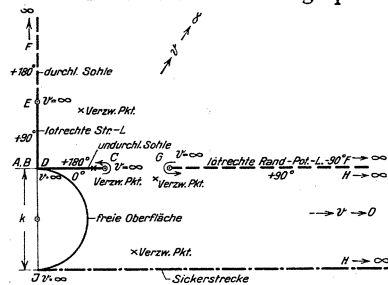 ∞
F
γ
v
+180° durchl. Sohle
E v=∞
×Verzw. Pkt.
+90° lotrechte Str.-L
undurchl. Sohle
A,B D +180° C G v=∞ lotrechte Rand-Pot.-L.-90° F→∞
v=∞ 0° v=∞ +90° H→∞
Verzw. Pkt. ×Verzw. Pkt.
k freie Oberfläche → v → 0
×Verzw. Pkt.
J v=∞ H→∞
Sickerstrecke